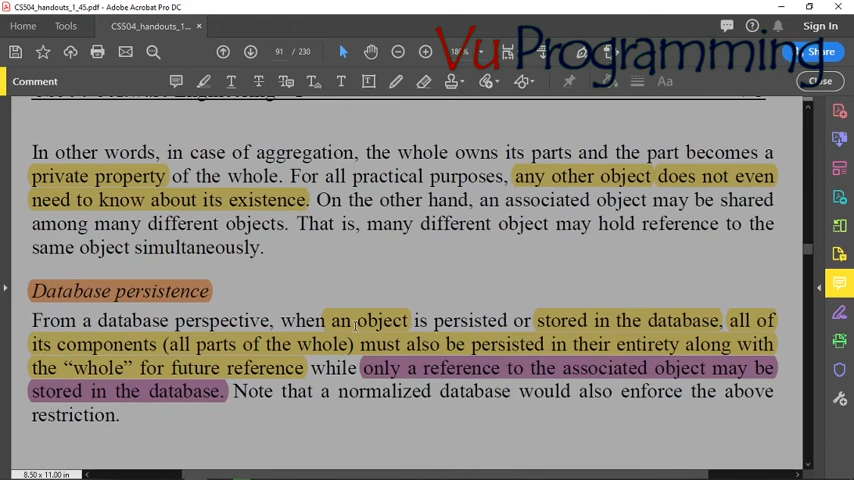 CS504_handouts_1_45.pdf - Adobe Acrobat Pro DC
Home Tools CS504_handouts_1... × Sign In
91 / 230 180% Share
Vu Programming
Comment Close
In other words, in case of aggregation, the whole owns its parts and the part becomes a
private property of the whole. For all practical purposes, any other object does not even
need to know about its existence. On the other hand, an associated object may be shared
among many different objects. That is, many different object may hold reference to the
same object simultaneously.
Database persistence
From a database perspective, when an object is persisted or stored in the database, all of
its components (all parts of the whole) must also be persisted in their entirety along with
the “whole” for future reference while only a reference to the associated object may be
stored in the database. Note that a normalized database would also enforce the above
restriction.
8.50 x 11.00 in